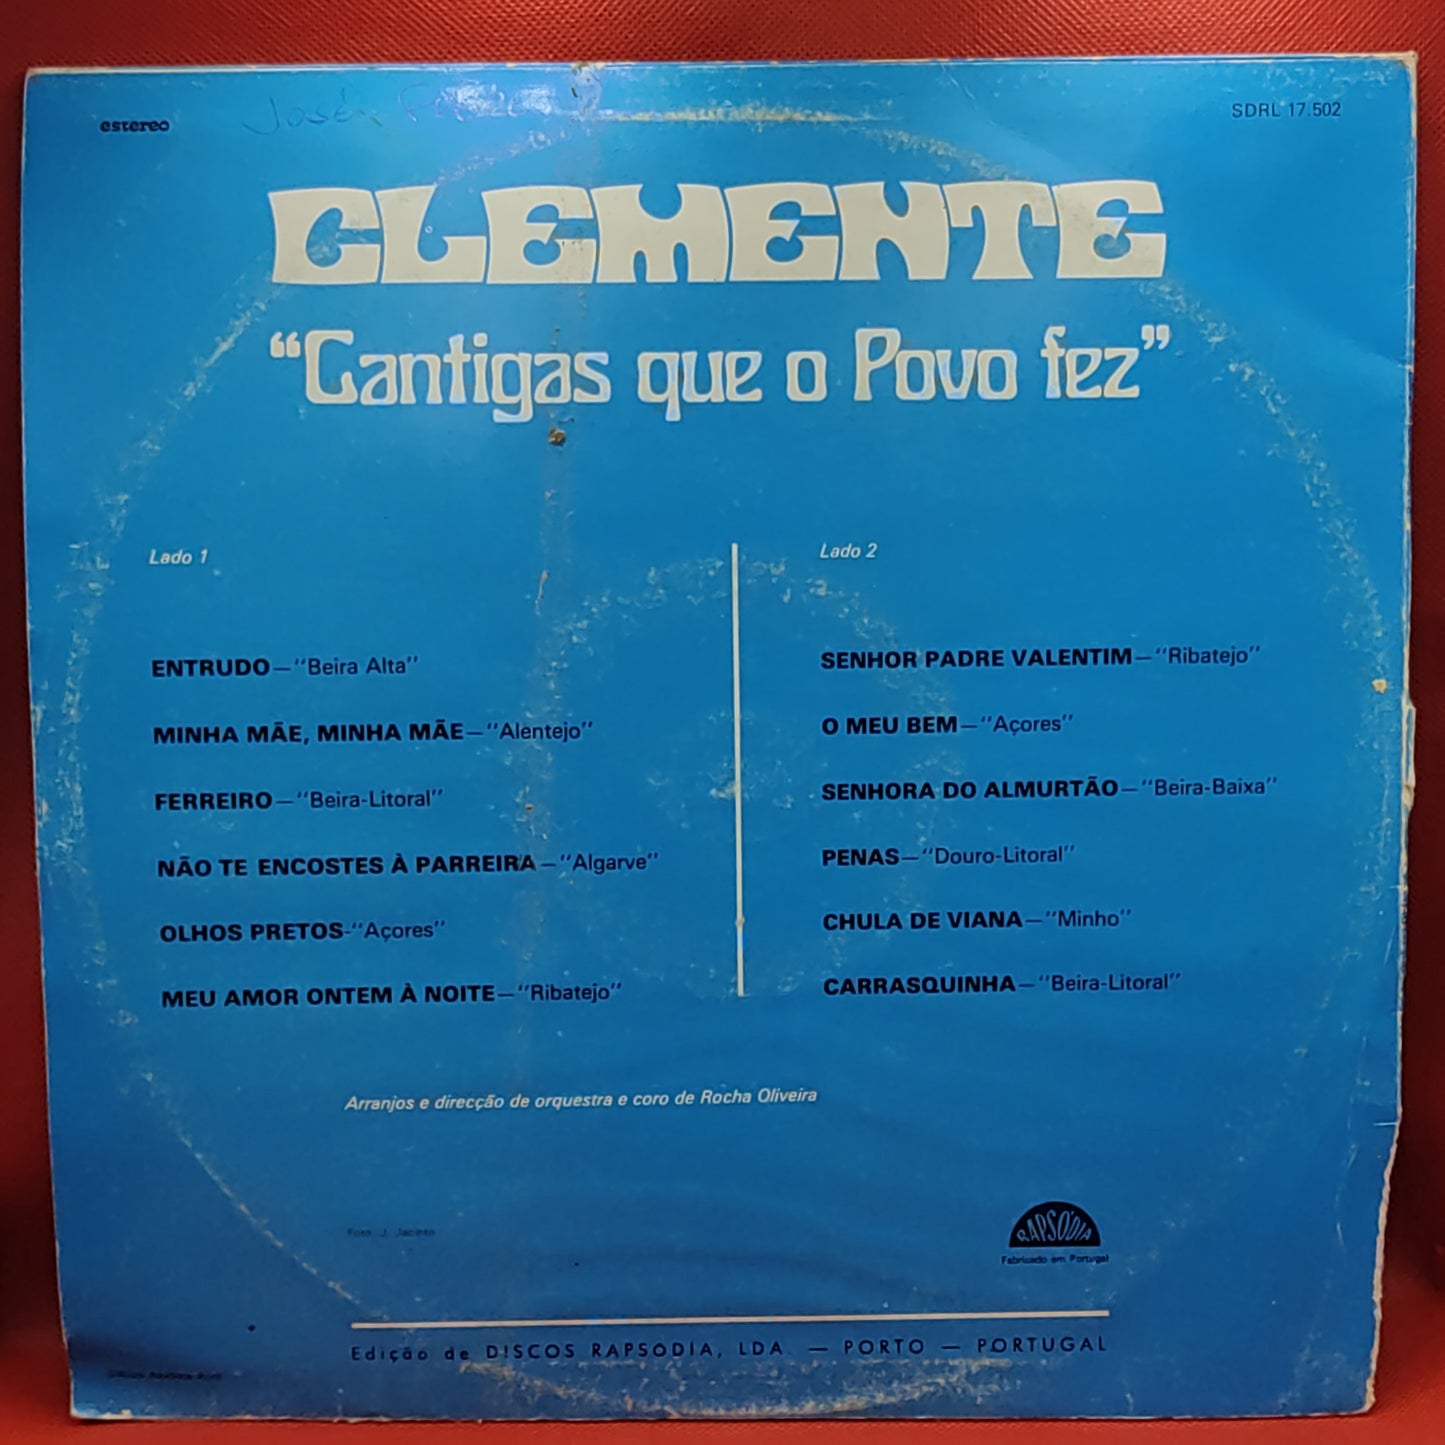 estereo
José
SDRL 17.502
CLEMENTE
“Cantigas que o Povo fez”
Lado 1
ENTRUDO—“Beira Alta”
MINHA MÃE, MINHA MÃE—“Alentejo”
FERREIRO—“Beira-Litoral”
NÃO TE ENCOSTES À PARREIRA—“Algarve”
OLHOS PRETOS-“Açores”
MEU AMOR ONTEM À NOITE—“Ribatejo”
Lado 2
SENHOR PADRE VALENTIM—“Ribatejo”
O MEU BEM—“Açores”
SENHORA DO ALMURTÃO—“Beira-Baixa”
PENAS—“Douro-Litoral”
CHULA DE VIANA—“Minho”
CARRASQUINHA—“Beira-Litoral”
Arranjos e direcção de orquestra e coro de Rocha Oliveira
Foto: J. Jacinto
RAPSÓDIA
Fabricado em Portugal
Edição de DISCOS RAPSODIA, LDA. — PORTO — PORTUGAL